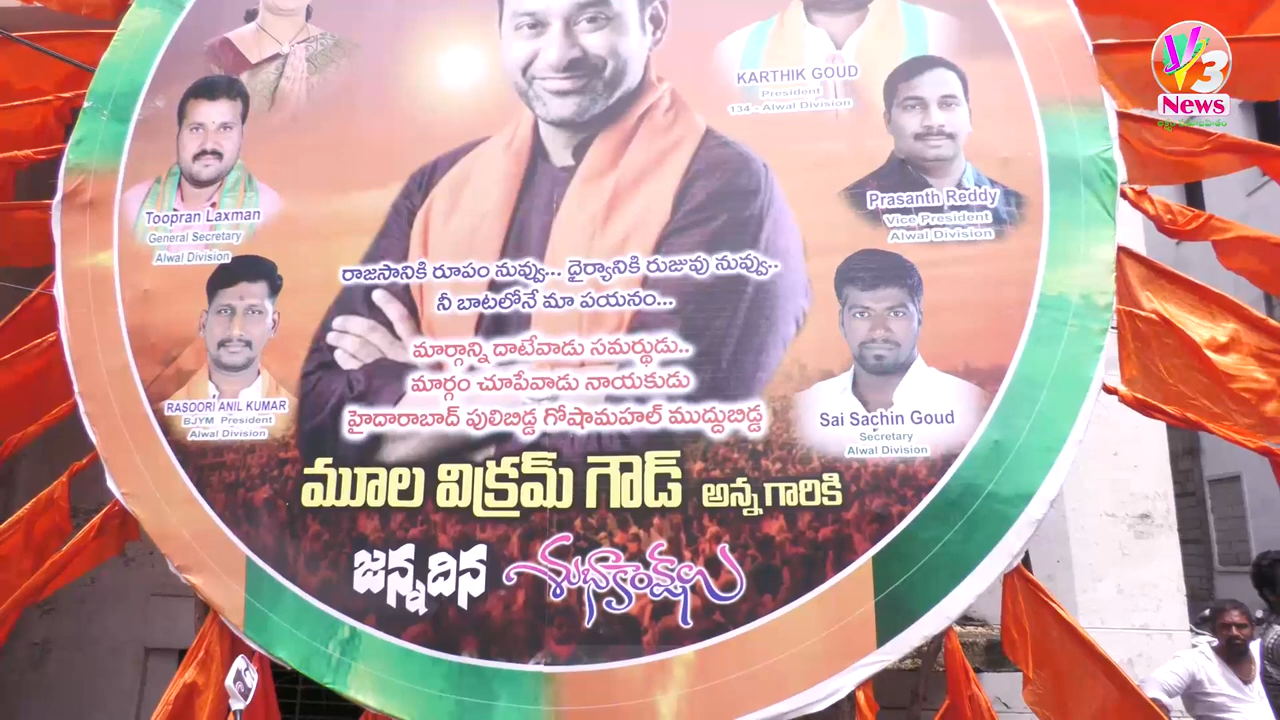 V3
News
KARTHIK GOUD
President
134 - Alwal Division
Toopran Laxman
General Secretary
Alwal Division
Prasanth Reddy
Vice President
Alwal Division
రాజసానికి రూపం నువ్వు... ధైర్యానికి రుజువు నువ్వు..
నీ బాటలోనే మా పయనం...
మార్గాన్ని దాటేవాడు సమర్థుడు..
మార్గం చూపేవాడు నాయకుడు
హైదారాబాద్ పులిబిడ్డ గోషామహల్ ముద్దుబిడ్డ
RASOORI ANIL KUMAR
BJYM President
Alwal Division
Sai Sachin Goud
Secretary
Alwal Division
మూల విక్రమ్ గౌడ్ అన్న గారికి
జన్మదిన శుభాకాంక్షలు